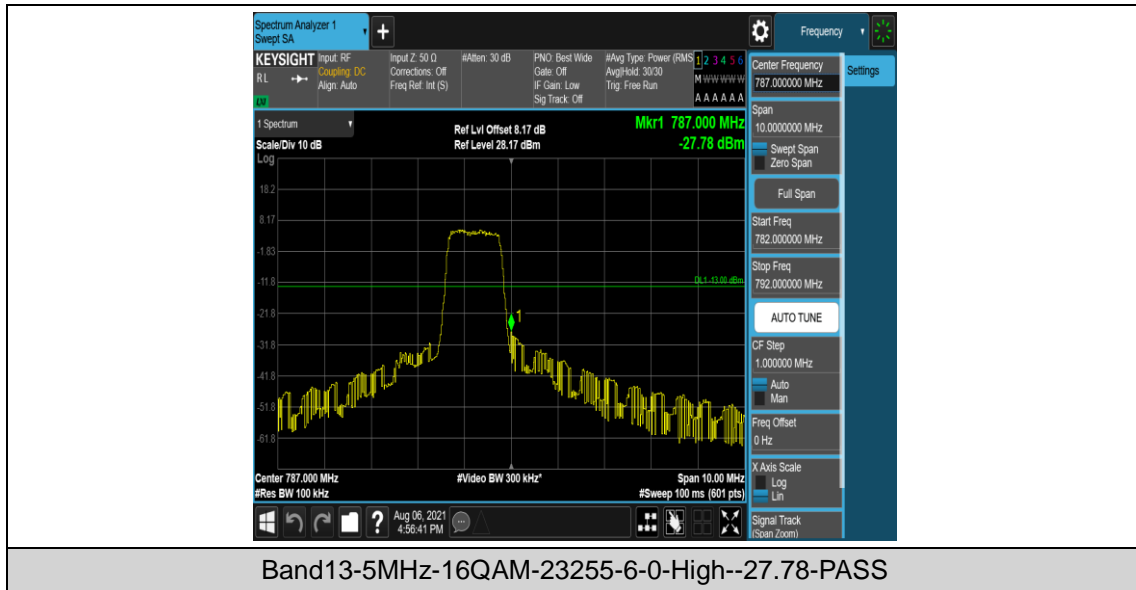 Spectrum Analyzer 1
Swept SA
+
Frequency
KEYSIGHT
RL
Input: RF
Coupling: DC
Align: Auto
Input Z: 50 Ω
Corrections: Off
Freq Ref: Int (S)
#Atten: 30 dB
PNO: Best Wide
Gate: Off
IF Gain: Low
Sig Track: Off
#Avg Type: Power (RMS
Avg|Hold: 30/30
Trig: Free Run
1 2 3 4 5 6
M W W W W W
A A A A A A
Center Frequency
787.000000 MHz
Settings
1 Spectrum
Scale/Div 10 dB
Log
Ref Lvl Offset 8.17 dB
Ref Level 28.17 dBm
Mkr1 787.000 MHz
-27.78 dBm
Span
10.0000000 MHz
Swept Span
Zero Span
Full Span
Start Freq
782.000000 MHz
Stop Freq
792.000000 MHz
AUTO TUNE
CF Step
1.000000 MHz
Auto
Man
Freq Offset
0 Hz
X Axis Scale
Log
Lin
Signal Track
(Span Zoom)
18.2
8.17
-1.83
-11.8
-21.8
-31.8
-41.8
-51.8
-61.8
DL1 -13.00 dBm
1
Center 787.000 MHz
#Res BW 100 kHz
#Video BW 300 kHz*
Span 10.00 MHz
#Sweep 100 ms (601 pts)
?
Aug 06, 2021
4:56:41 PM
Band13-5MHz-16QAM-23255-6-0-High--27.78-PASS